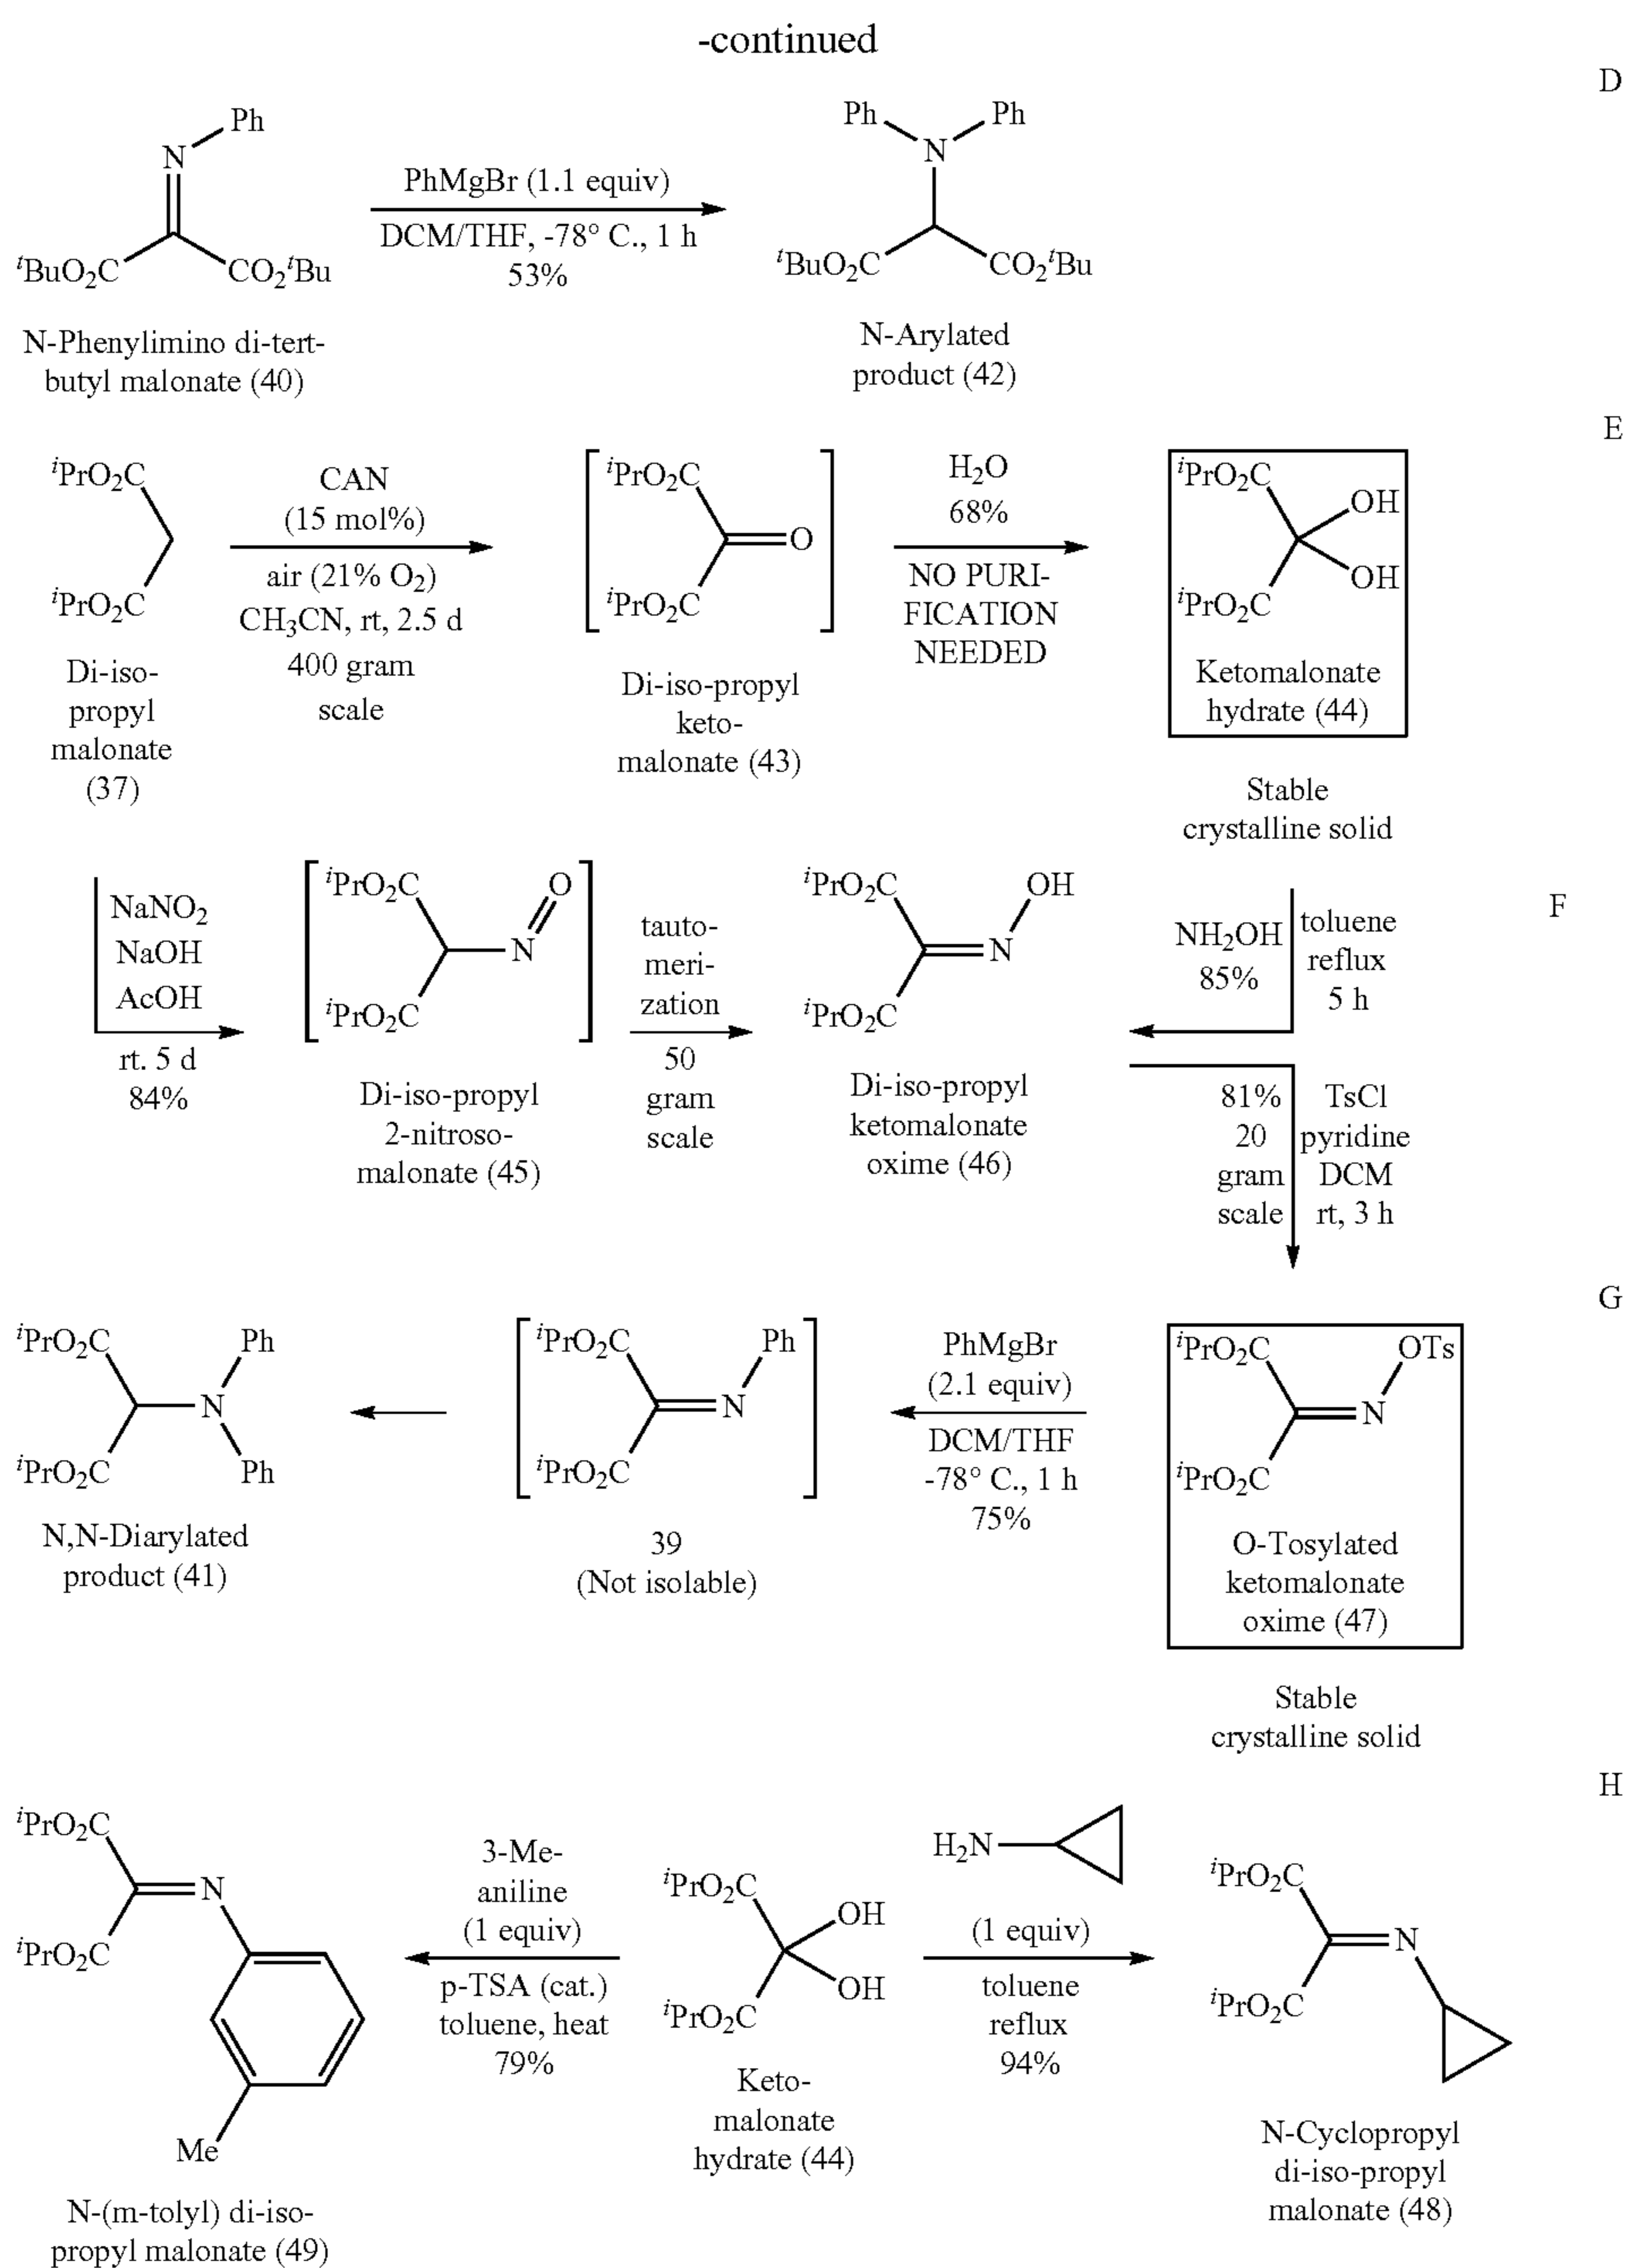 -continued
D
Ph
N
ᵗBuO₂C
CO₂ᵗBu
N-Phenylimino di-tert-
butyl malonate (40)
PhMgBr (1.1 equiv)
DCM/THF, -78° C., 1 h
53%
Ph
Ph
N
ᵗBuO₂C
CO₂ᵗBu
N-Arylated
product (42)
E
ⁱPrO₂C
ⁱPrO₂C
Di-iso-
propyl
malonate
(37)
CAN
(15 mol%)
air (21% O₂)
CH₃CN, rt, 2.5 d
400 gram
scale
ⁱPrO₂C
O
ⁱPrO₂C
Di-iso-propyl
keto-
malonate (43)
H₂O
68%
NO PURI-
FICATION
NEEDED
ⁱPrO₂C
OH
OH
ⁱPrO₂C
Ketomalonate
hydrate (44)
Stable
crystalline solid
F
NaNO₂
NaOH
AcOH
rt. 5 d
84%
ⁱPrO₂C
O
N
ⁱPrO₂C
Di-iso-propyl
2-nitroso-
malonate (45)
tauto-
meri-
zation
50
gram
scale
ⁱPrO₂C
OH
N
ⁱPrO₂C
Di-iso-propyl
ketomalonate
oxime (46)
NH₂OH
85%
toluene
reflux
5 h
81%
20
gram
scale
TsCl
pyridine
DCM
rt, 3 h
G
ⁱPrO₂C
Ph
N
ⁱPrO₂C
Ph
N,N-Diarylated
product (41)
ⁱPrO₂C
Ph
N
ⁱPrO₂C
39
(Not isolable)
PhMgBr
(2.1 equiv)
DCM/THF
-78° C., 1 h
75%
ⁱPrO₂C
OTs
N
ⁱPrO₂C
O-Tosylated
ketomalonate
oxime (47)
Stable
crystalline solid
H
ⁱPrO₂C
N
ⁱPrO₂C
Me
N-(m-tolyl) di-iso-
propyl malonate (49)
3-Me-
aniline
(1 equiv)
p-TSA (cat.)
toluene, heat
79%
ⁱPrO₂C
OH
OH
ⁱPrO₂C
Keto-
malonate
hydrate (44)
H₂N
(1 equiv)
toluene
reflux
94%
ⁱPrO₂C
N
ⁱPrO₂C
N-Cyclopropyl
di-iso-propyl
malonate (48)